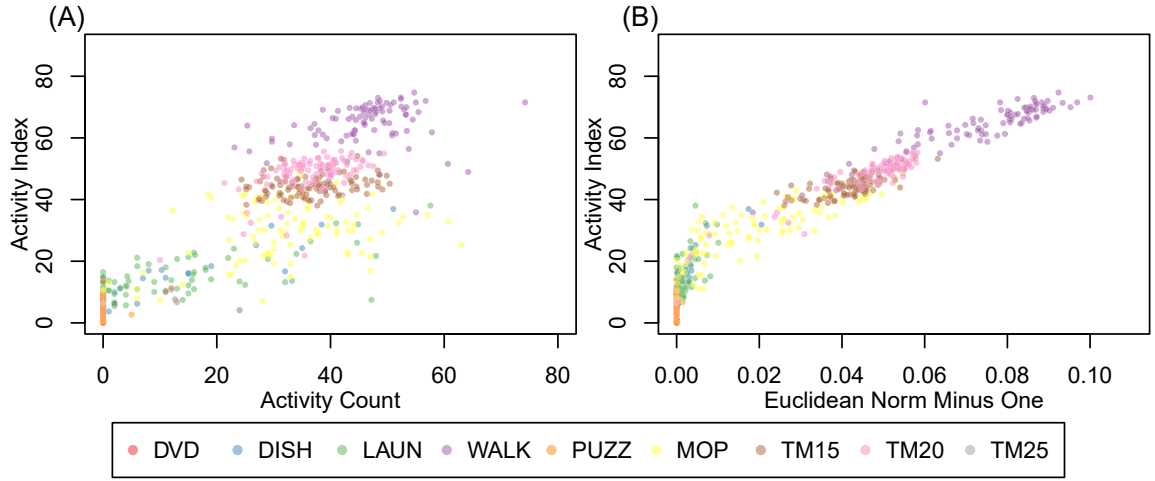 (A) (B)
80 80
60 60
40 40
20 20
0 0
Activity Index Activity Index
0 20 40 60 80 0.00 0.02 0.04 0.06 0.08 0.10
Activity Count Euclidean Norm Minus One
DVD DISH LAUN WALK PUZZ MOP TM15 TM20 TM25